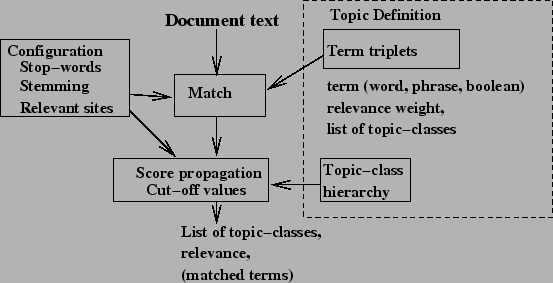 Document text
Topic Definition
Configuration
Stop-words
Stemming
Relevant sites
Match
Term triplets
term (word, phrase, boolean)
relevance weight,
list of topic-classes
Score propagation
Cut-off values
Topic-class
hierarchy
List of topic-classes,
relevance,
(matched terms)